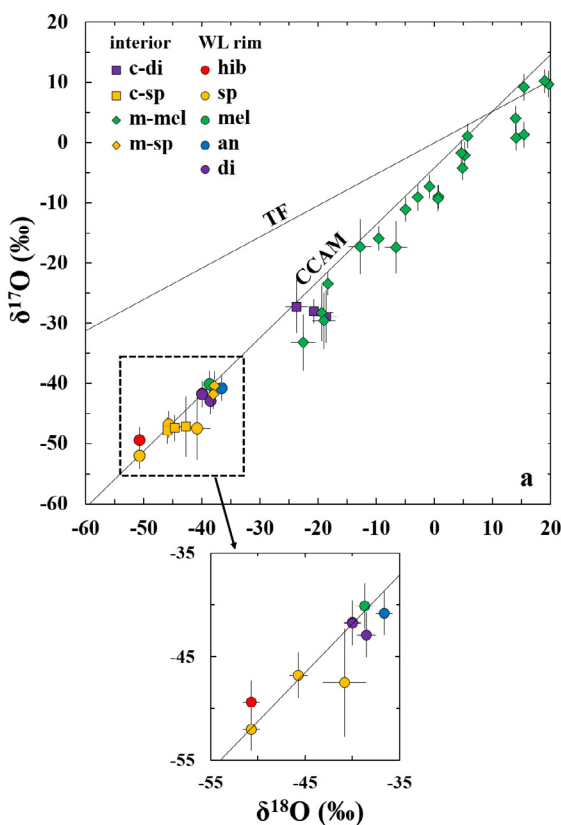 20
10
0
-10
-20
-30
-40
-50
-60
δ¹⁷O (‰)
interior
WL rim
c-di
c-sp
m-mel
m-sp
hib
sp
mel
an
di
TF
CCAM
a
-60 -50 -40 -30 -20 -10 0 10 20
-35
-45
-55
-55 -45 -35
δ¹⁸O (‰)